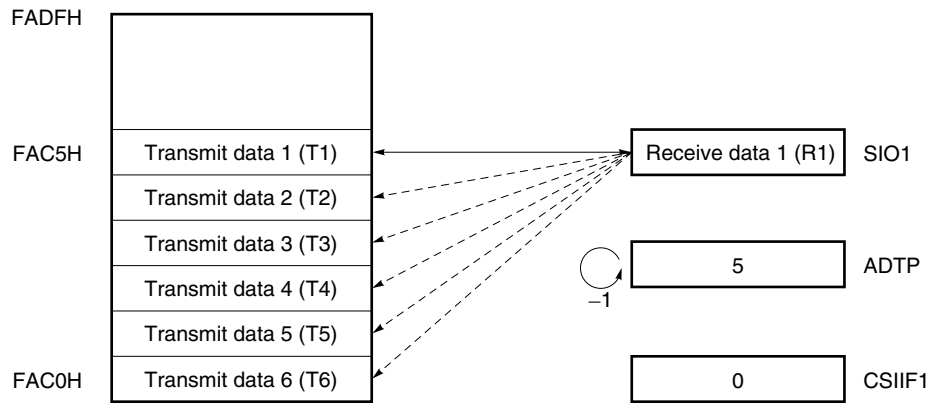 FADFH
FAC5H
Transmit data 1 (T1)
Receive data 1 (R1)
SIO1
Transmit data 2 (T2)
Transmit data 3 (T3)
5
ADTP
Transmit data 4 (T4)
−1
Transmit data 5 (T5)
FAC0H
Transmit data 6 (T6)
0
CSIIF1